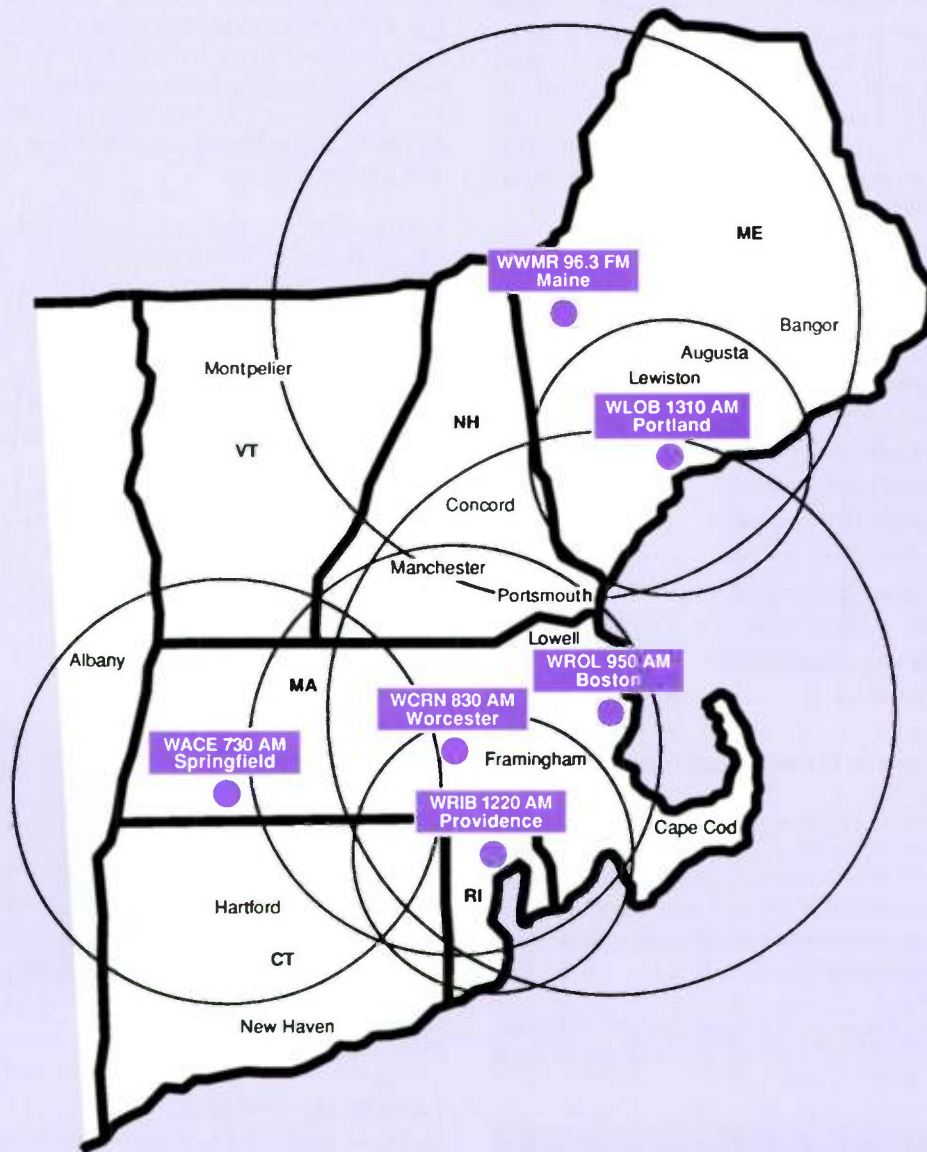 ME
WWMR 96.3 FM
Maine
Bangor
Augusta
Montpelier
Lewiston
WLOB 1310 AM
Portland
NH
VT
Concord
Manchester
Portsmouth
Lowell
Albany
WROL 950 AM
Boston
MA
WCRN 830 AM
Worcester
WACE 730 AM
Springfield
Framingham
WRIB 1220 AM
Providence
Cape Cod
RI
Hartford
CT
New Haven